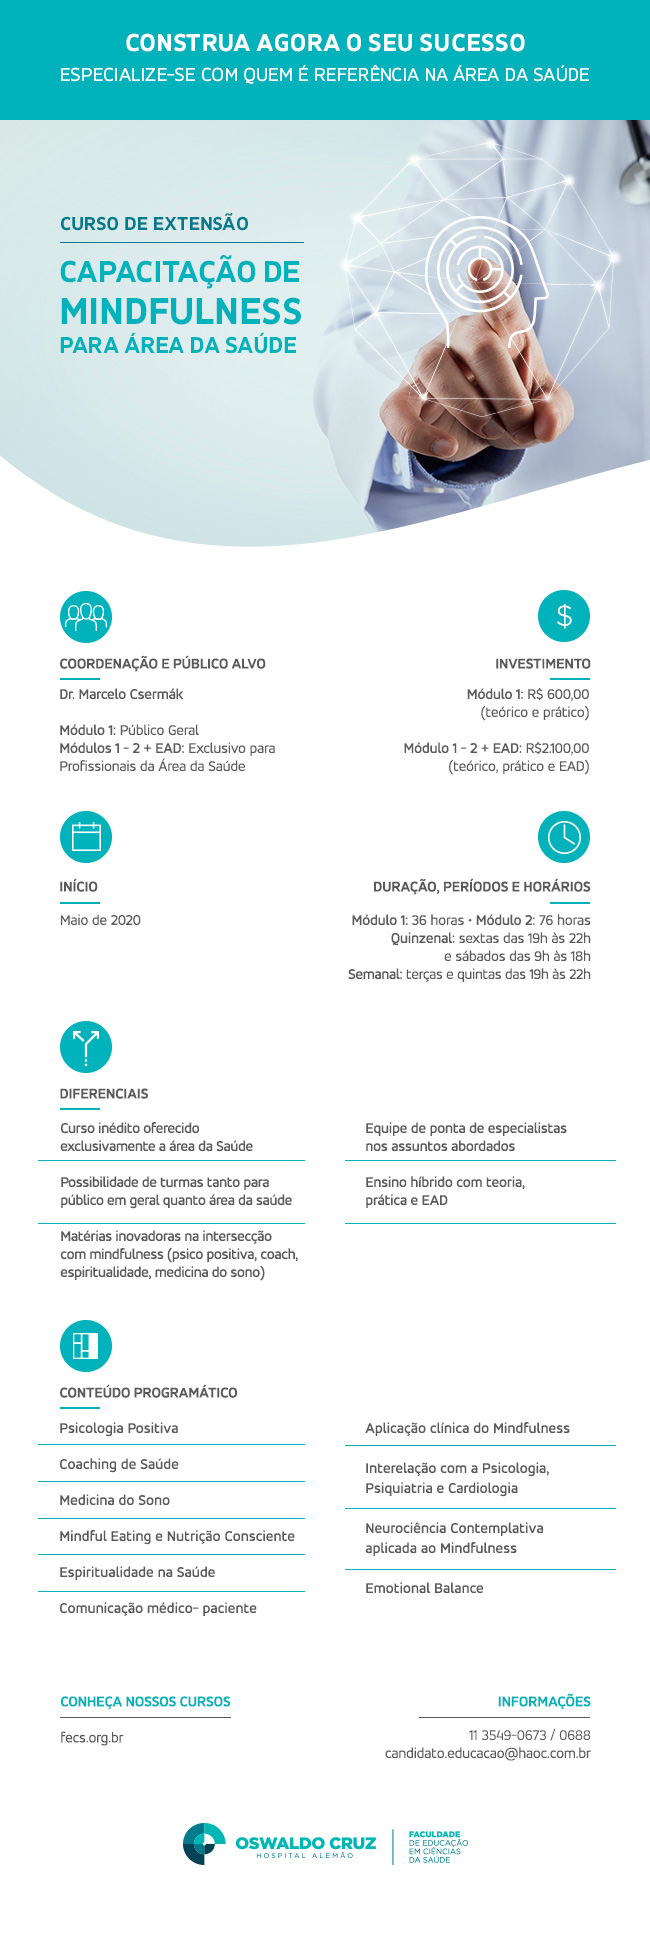 CONSTRUA AGORA O SEU SUCESSO
ESPECIALIZE-SE COM QUEM É REFERÊNCIA NA ÁREA DA SAÚDE
CURSO DE EXTENSÃO
CAPACITAÇÃO DE
MINDFULNESS
PARA ÁREA DA SAÚDE
$
COORDENAÇÃO E PÚBLICO ALVO
Dr. Marcelo Csermák
Módulo 1: Público Geral
Módulos 1 - 2 + EAD: Exclusivo para
Profissionais da Área da Saúde
INVESTIMENTO
Módulo 1: R$ 600,00
(teórico e prático)
Módulo 1 - 2 + EAD: R$2.100,00
(teórico, prático e EAD)
INÍCIO
Maio de 2020
DURAÇÃO, PERÍODOS E HORÁRIOS
Módulo 1: 36 horas • Módulo 2: 76 horas
Quinzenal: sextas das 19h às 22h
e sábados das 9h às 18h
Semanal: terças e quintas das 19h às 22h
DIFERENCIAIS
Curso inédito oferecido
exclusivamente a área da Saúde
Possibilidade de turmas tanto para
público em geral quanto área da saúde
Matérias inovadoras na intersecção
com mindfulness (psico positiva, coach,
espiritualidade, medicina do sono)
Equipe de ponta de especialistas
nos assuntos abordados
Ensino híbrido com teoria,
prática e EAD
CONTEÚDO PROGRAMÁTICO
Psicologia Positiva
Coaching de Saúde
Medicina do Sono
Mindful Eating e Nutrição Consciente
Espiritualidade na Saúde
Comunicação médico- paciente
Aplicação clínica do Mindfulness
Interelação com a Psicologia,
Psiquiatria e Cardiologia
Neurociência Contemplativa
aplicada ao Mindfulness
Emotional Balance
CONHEÇA NOSSOS CURSOS
fecs.org.br
INFORMAÇÕES
11 3549-0673 / 0688
candidato.educacao@haoc.com.br
OSWALDO CRUZ
HOSPITAL ALEMÃO
FACULDADE
DE EDUCAÇÃO
EM CIÊNCIAS
DA SAÚDE